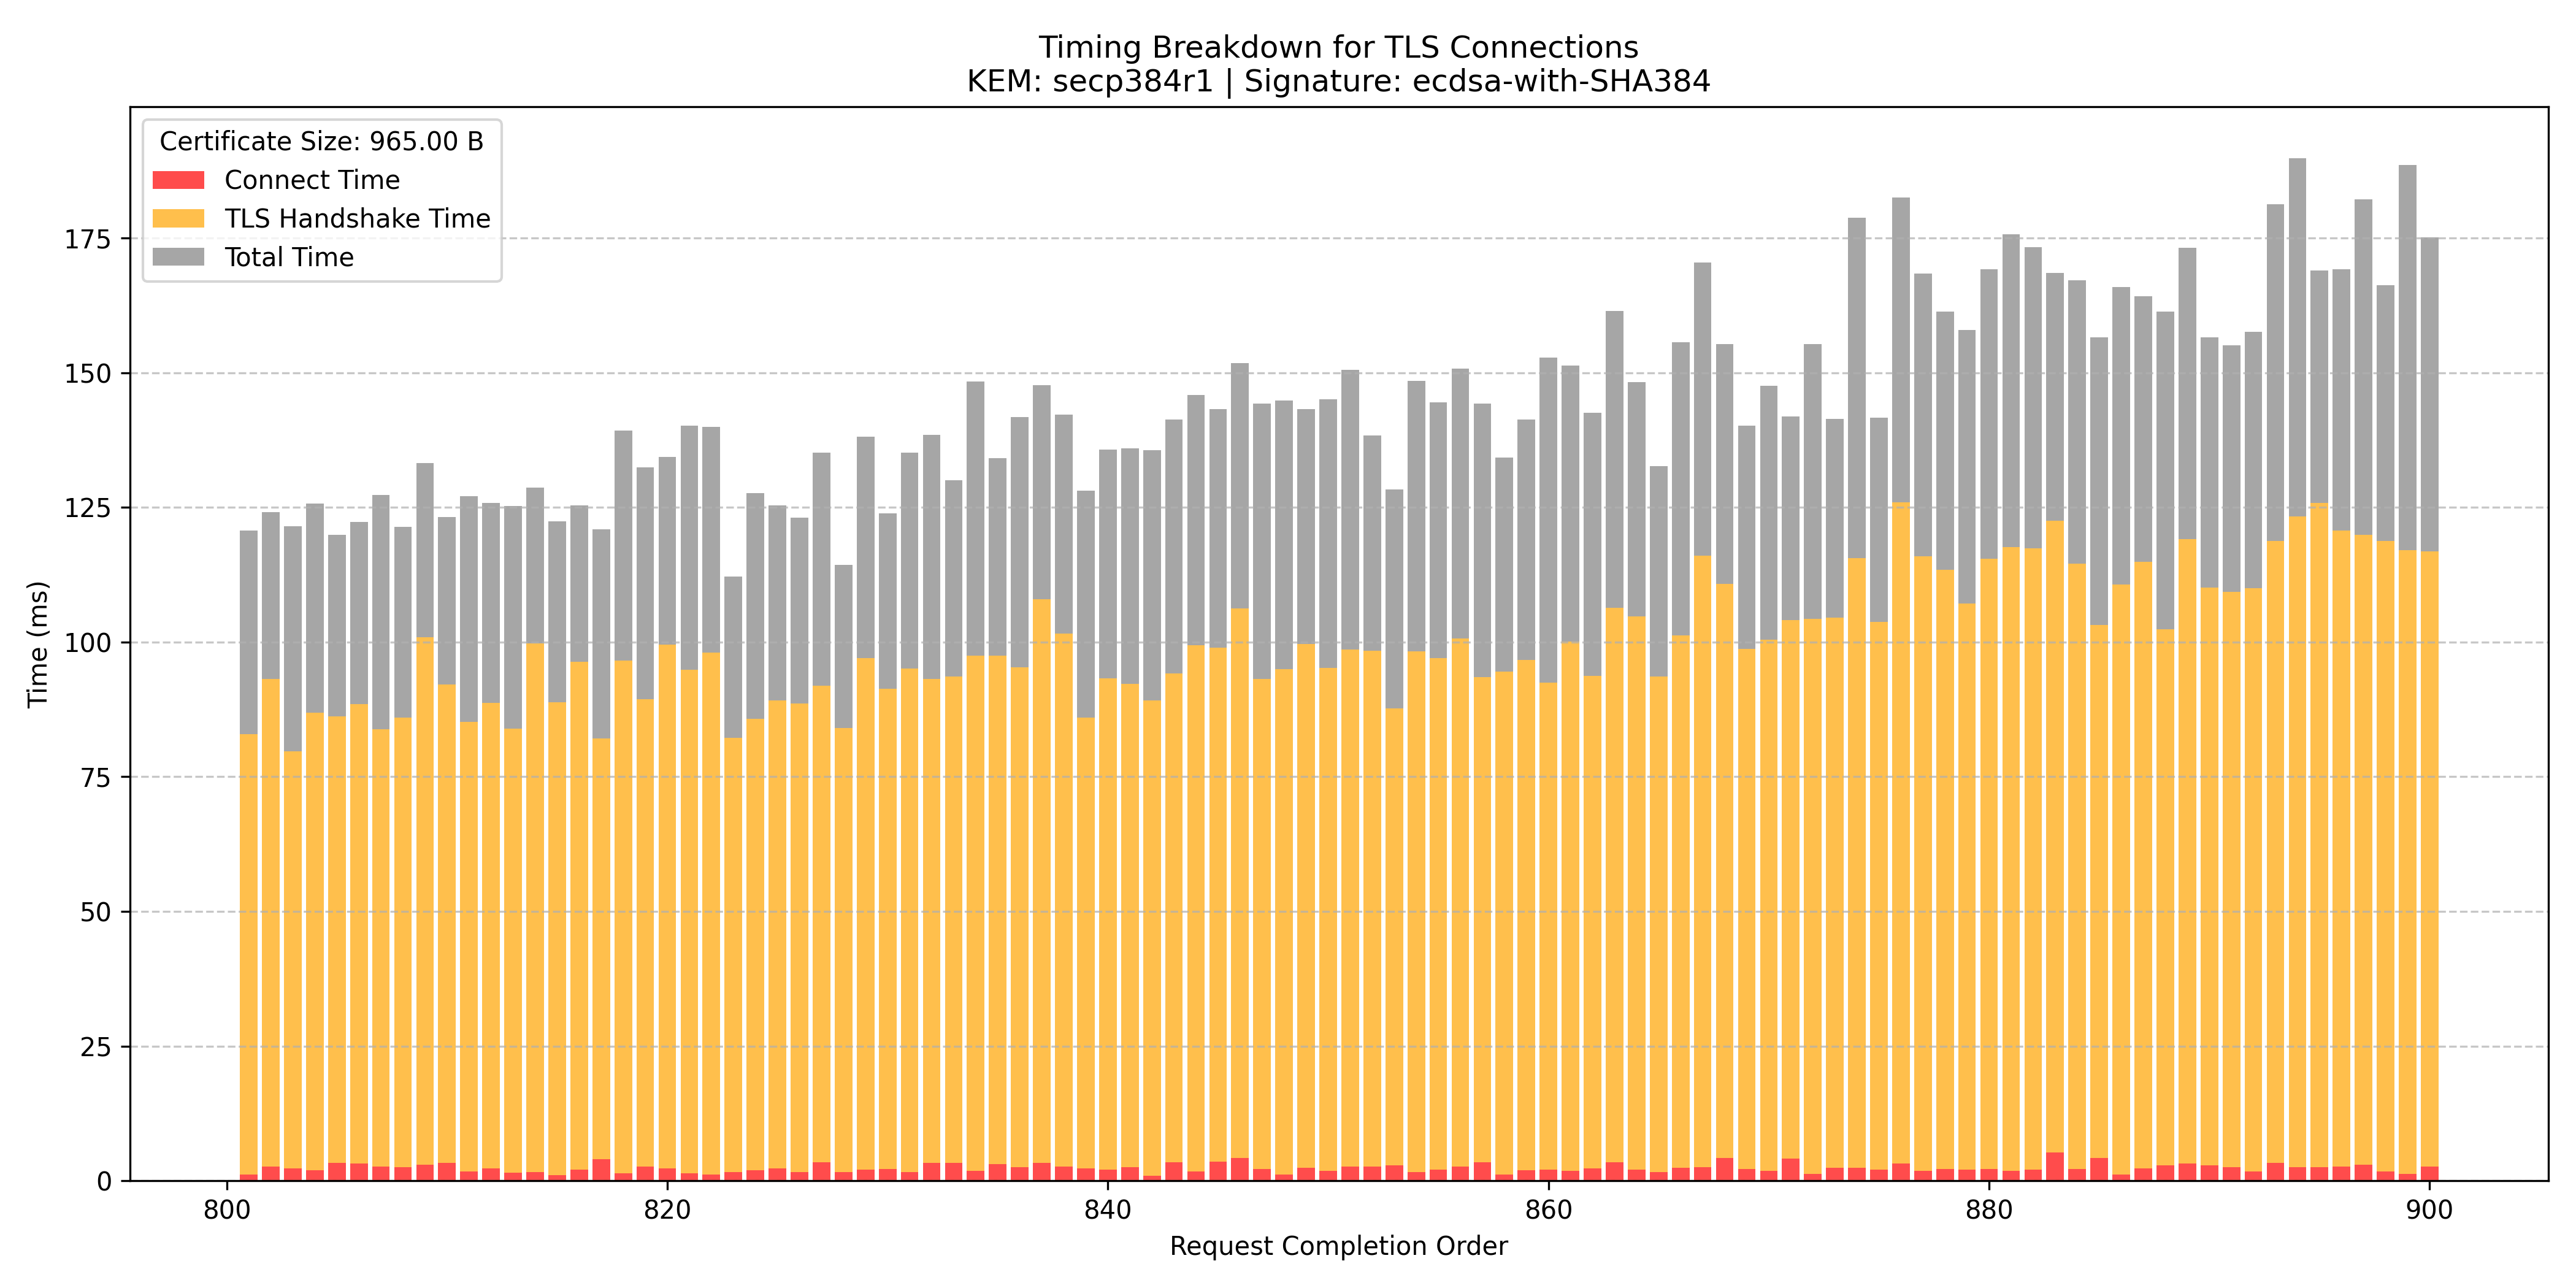 Timing Breakdown for TLS Connections
KEM: secp384r1 | Signature: ecdsa-with-SHA384
Certificate Size: 965.00 B
Connect Time
TLS Handshake Time
Total Time
Time (ms)
175
150
125
100
75
50
25
0
800 820 840 860 880 900
Request Completion Order